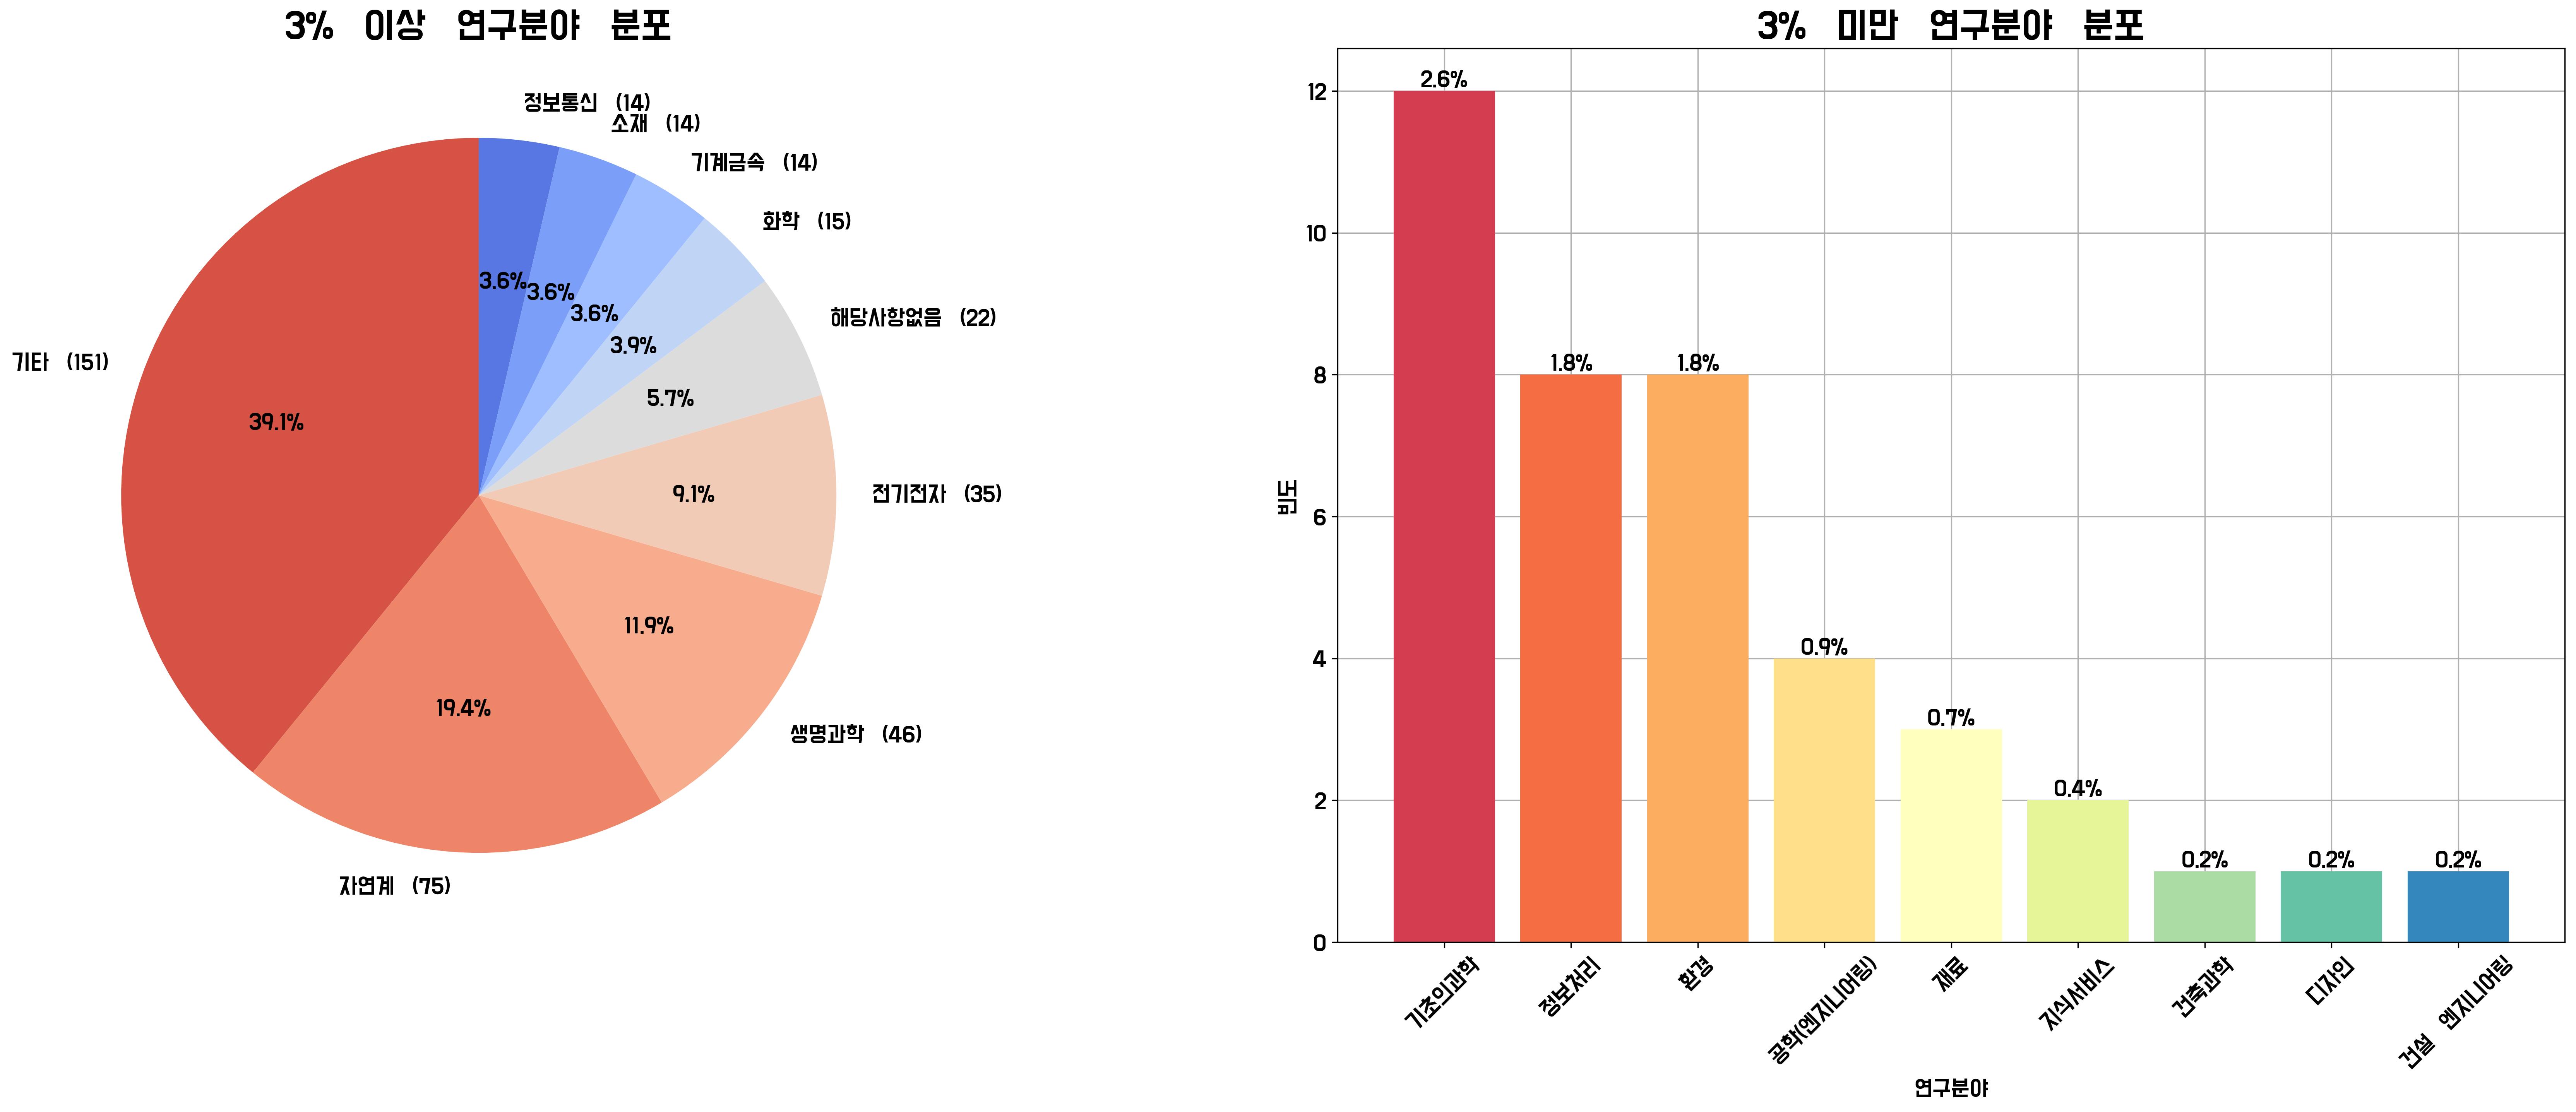 3% 이상 연구분야 분포
정보통신 (14)
소재 (14)
기계금속 (14)
화학 (15)
해당사항없음 (22)
전기전자 (35)
생명과학 (46)
자연계 (75)
기타 (151)
3.6%
3.6%
3.6%
3.9%
5.7%
9.1%
11.9%
19.4%
39.1%
3% 미만 연구분야 분포
빈도
12
10
8
6
4
2
0
2.6%
1.8%
1.8%
0.9%
0.7%
0.4%
0.2%
0.2%
0.2%
기초의과학
정보처리
환경
공학(엔지니어링)
재료
지식서비스
건축과학
디자인
건설 엔지니어링
연구분야